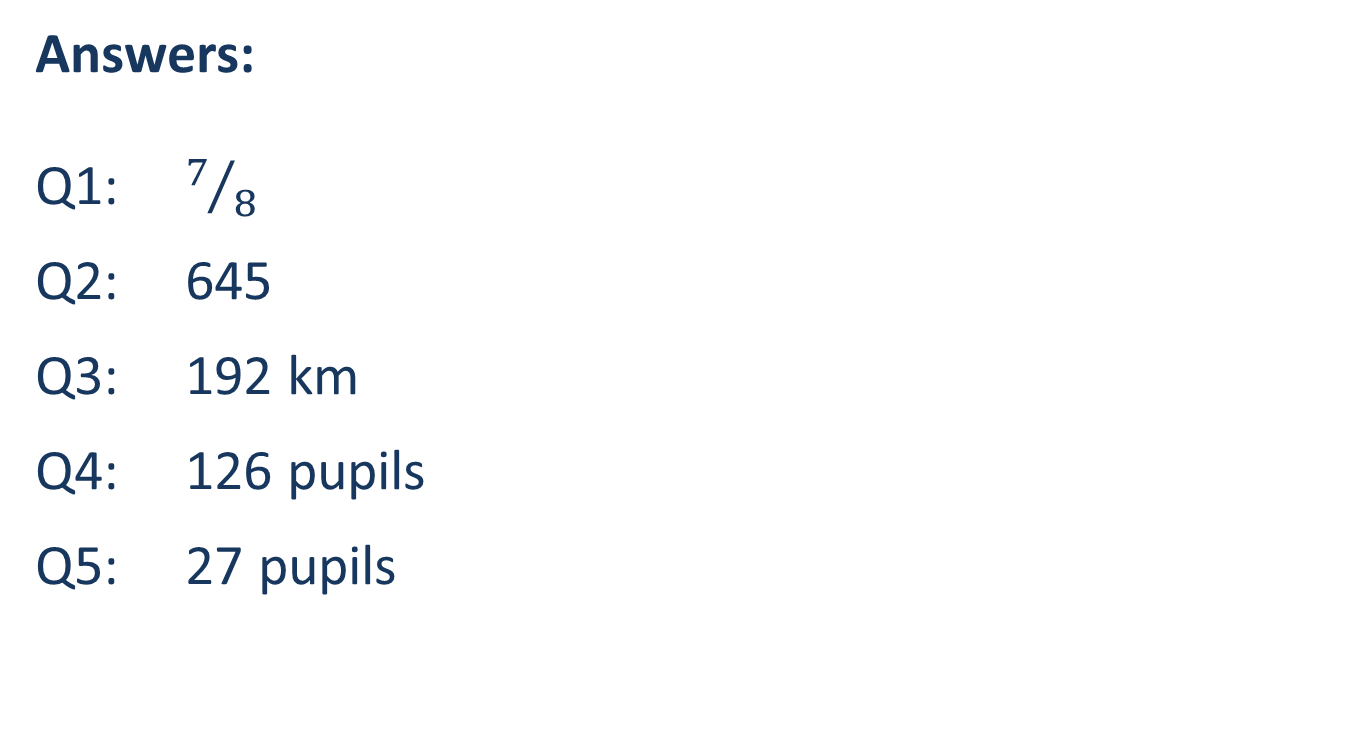 Answers:
Q1: 7/8
Q2: 645
Q3: 192 km
Q4: 126 pupils
Q5: 27 pupils